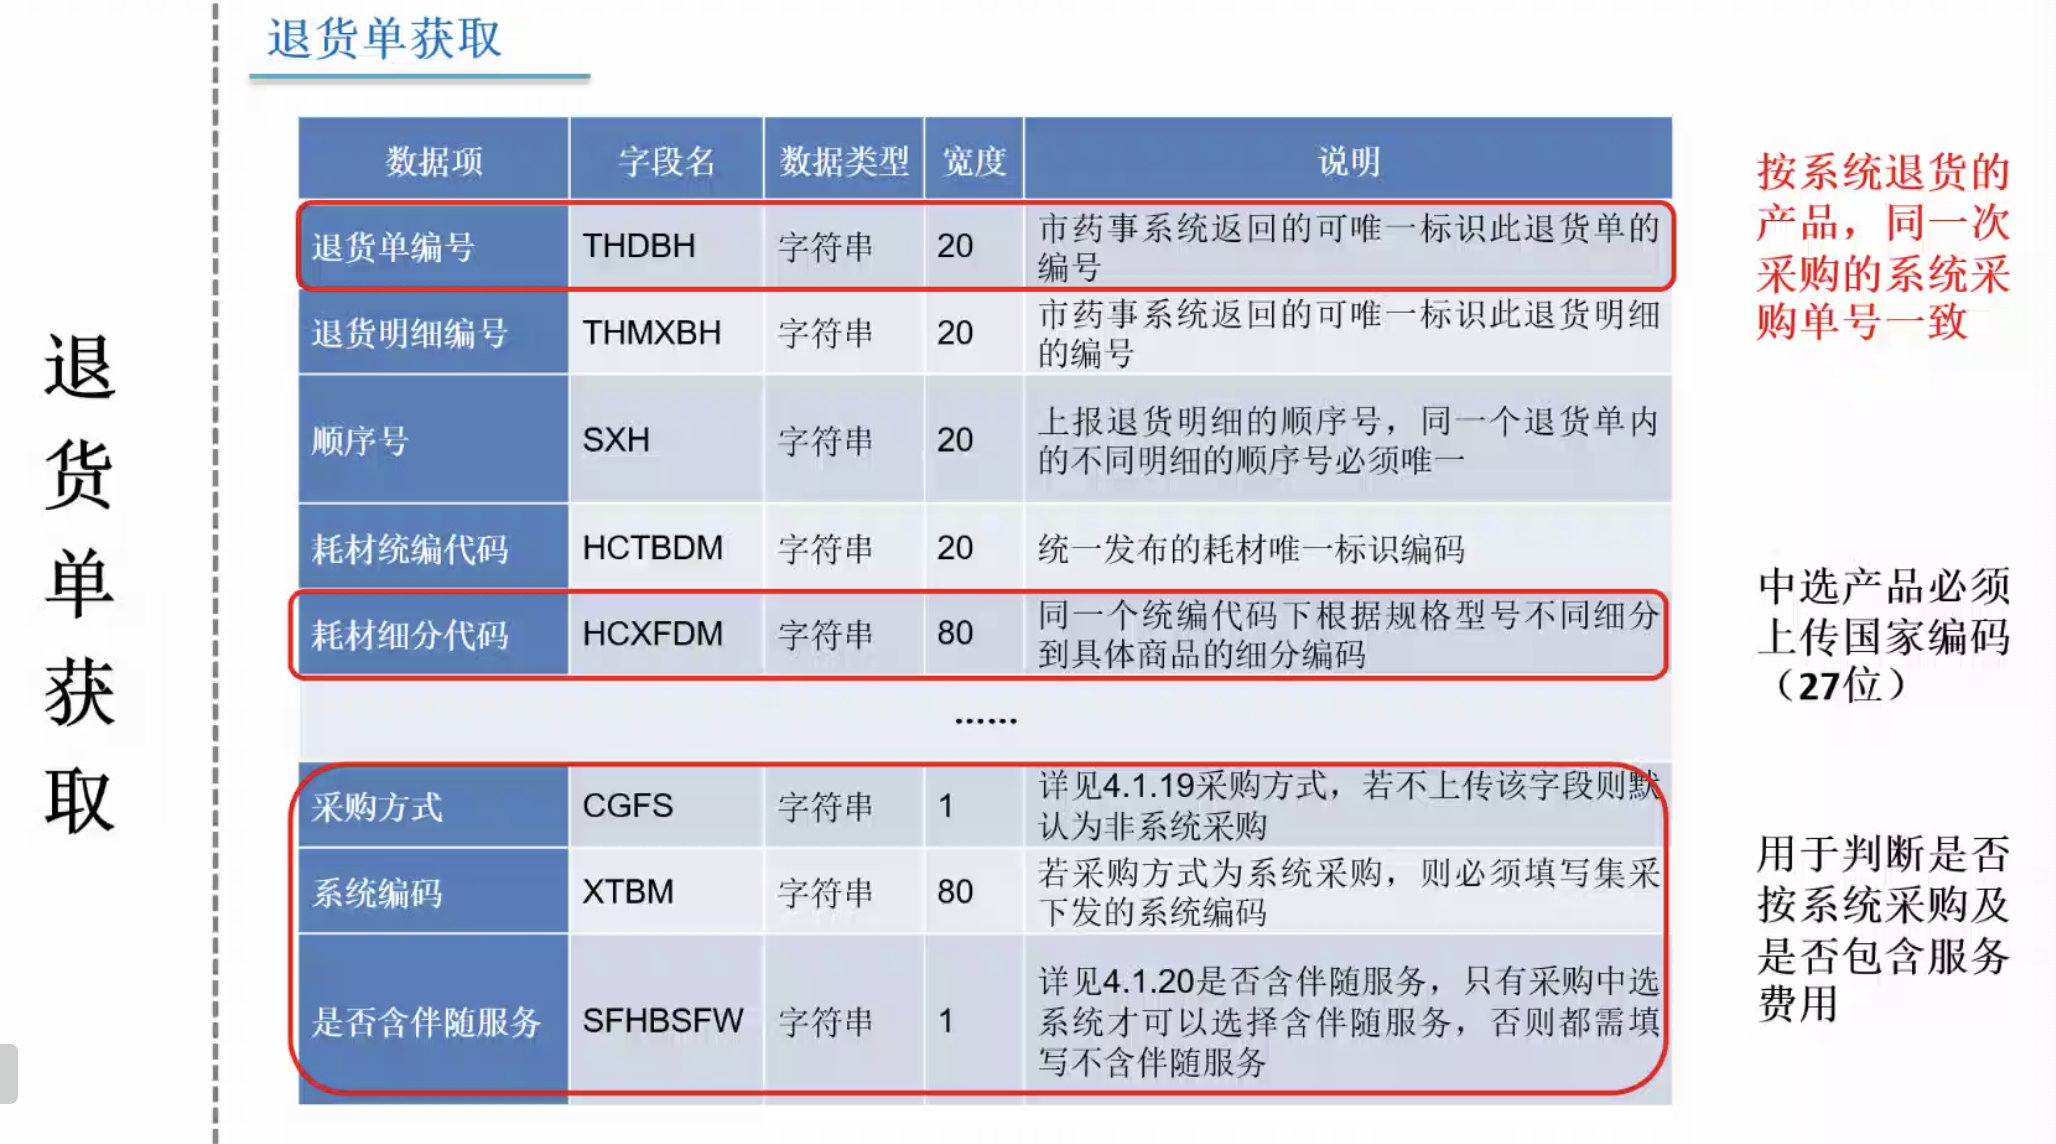 退货单获取
退货单获取
数据项 字段名 数据类型 宽度 说明
退货单编号 THDBH 字符串 20 市药事系统返回的可唯一标识此退货单的
编号
退货明细编号 THMXBH 字符串 20 市药事系统返回的可唯一标识此退货明细
的编号
顺序号 SXH 字符串 20 上报退货明细的顺序号，同一个退货单内
的不同明细的顺序号必须唯一
耗材统编代码 HCTBDM 字符串 20 统一发布的耗材唯一标识编码
耗材细分代码 HCXFDM 字符串 80 同一个统编代码下根据规格型号不同细分
到具体商品的细分编码
……
采购方式 CGFS 字符串 1 详见4.1.19采购方式，若不上传该字段则默
认为非系统采购
系统编码 XTBM 字符串 80 若采购方式为系统采购，则必须填写集采
下发的系统编码
是否含伴随服务 SFHBSFW 字符串 1 详见4.1.20是否含伴随服务，只有采购中选
系统才可以选择含伴随服务，否则都需填
写不含伴随服务
按系统退货的
产品，同一次
采购的系统采
购单号一致
中选产品必须
上传国家编码
（27位）
用于判断是否
按系统采购及
是否包含服务
费用